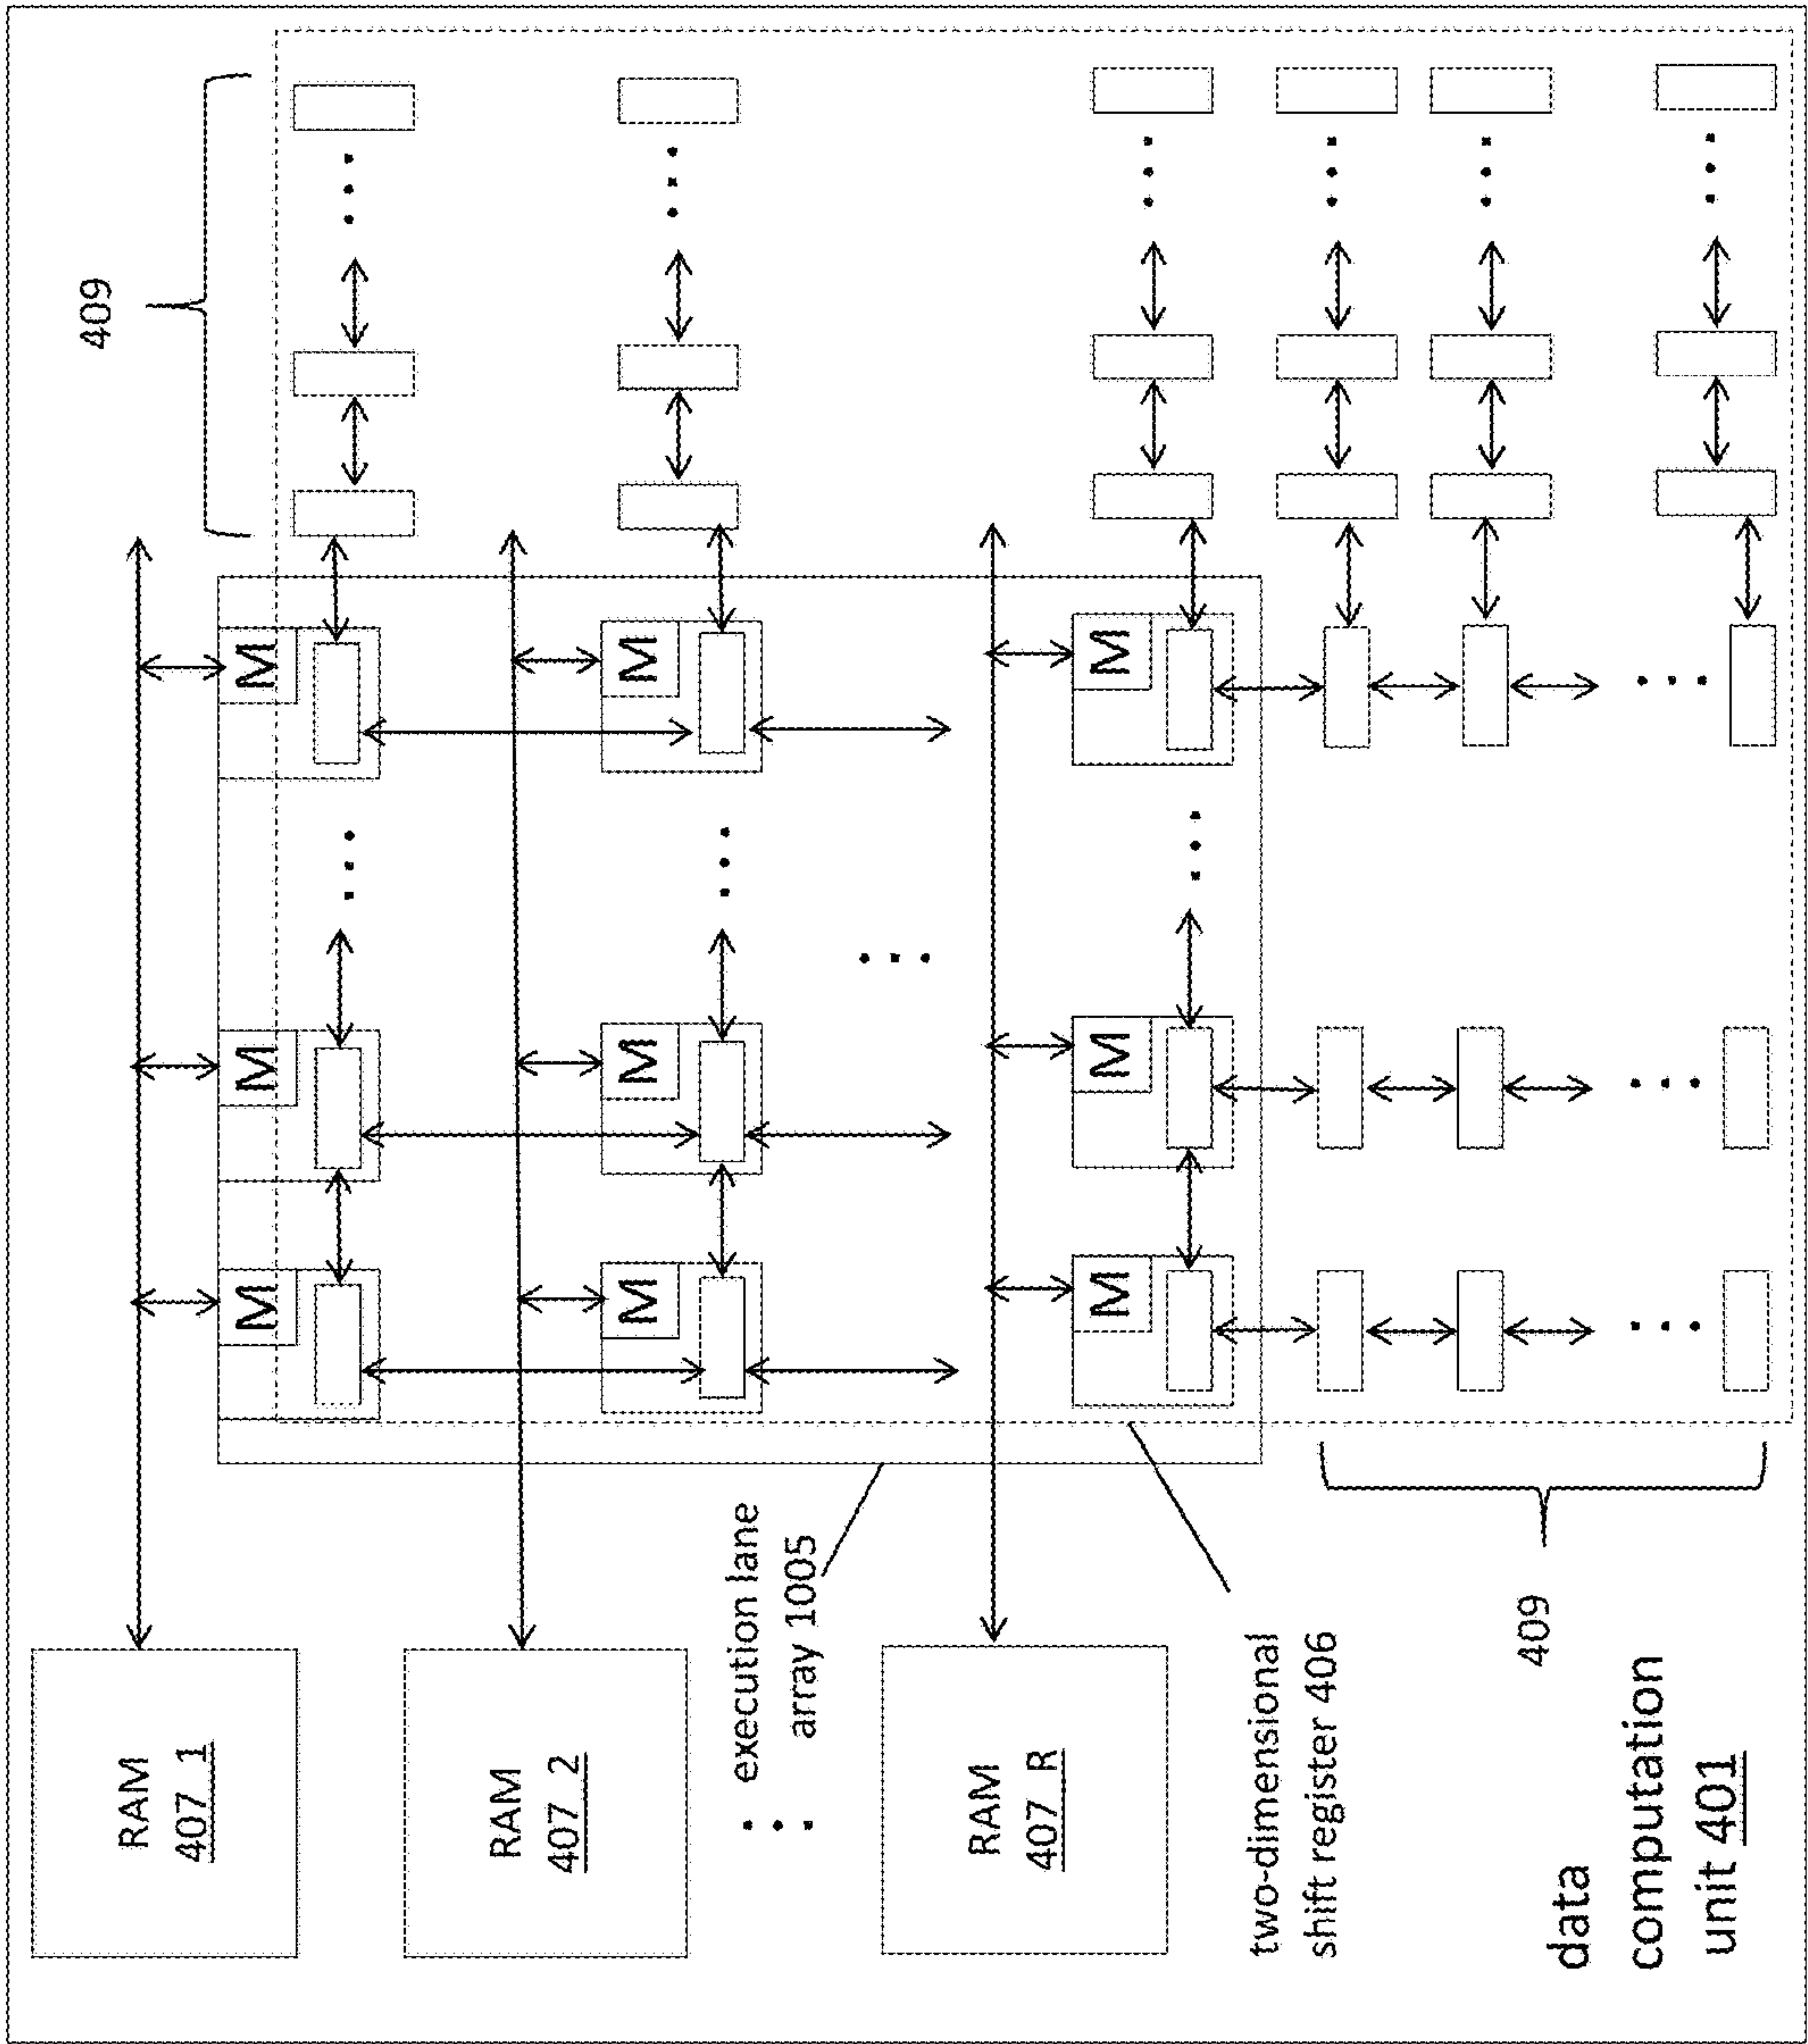 409
RAM
407_1
M M M
RAM
407_2
M M M
execution lane
array 1005
RAM
407_R
M M M
two-dimensional
shift register 406
409
data
computation
unit 401